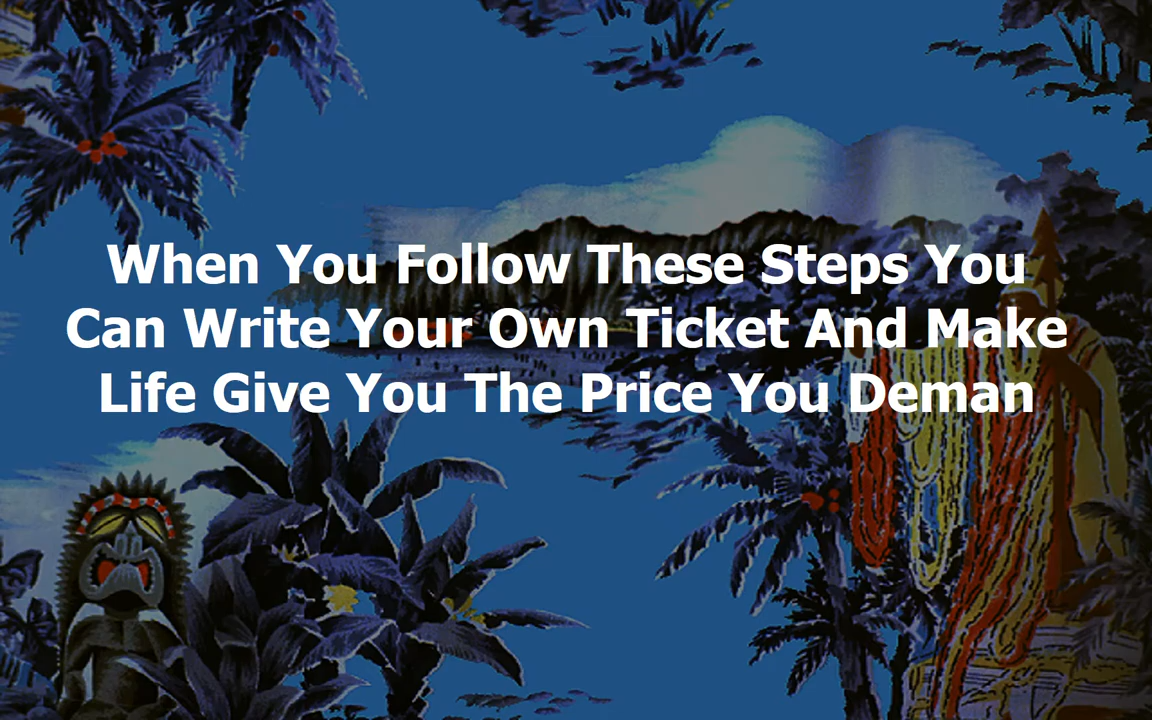 When You Follow These Steps You
Can Write Your Own Ticket And Make
Life Give You The Price You Deman